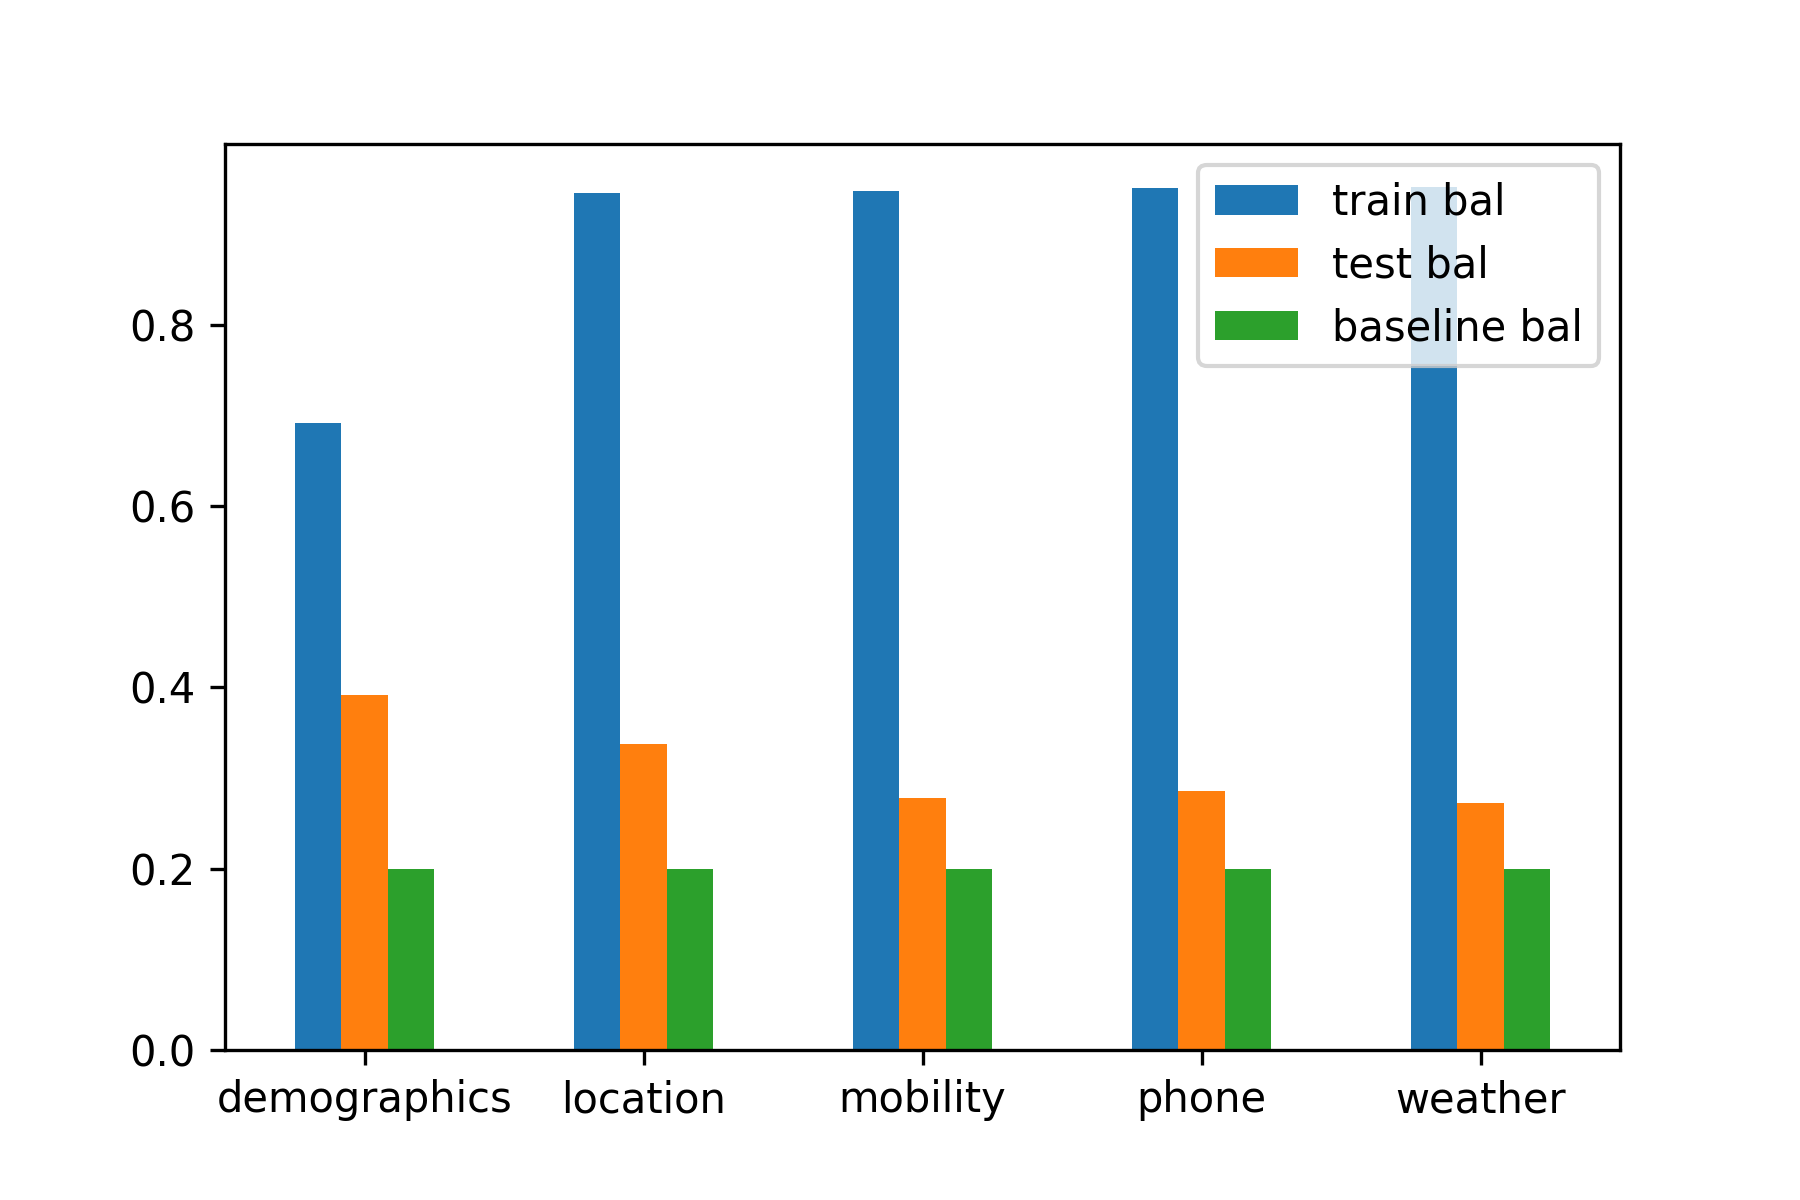 train bal
test bal
baseline bal
0.8
0.6
0.4
0.2
0.0
demographics location mobility phone weather